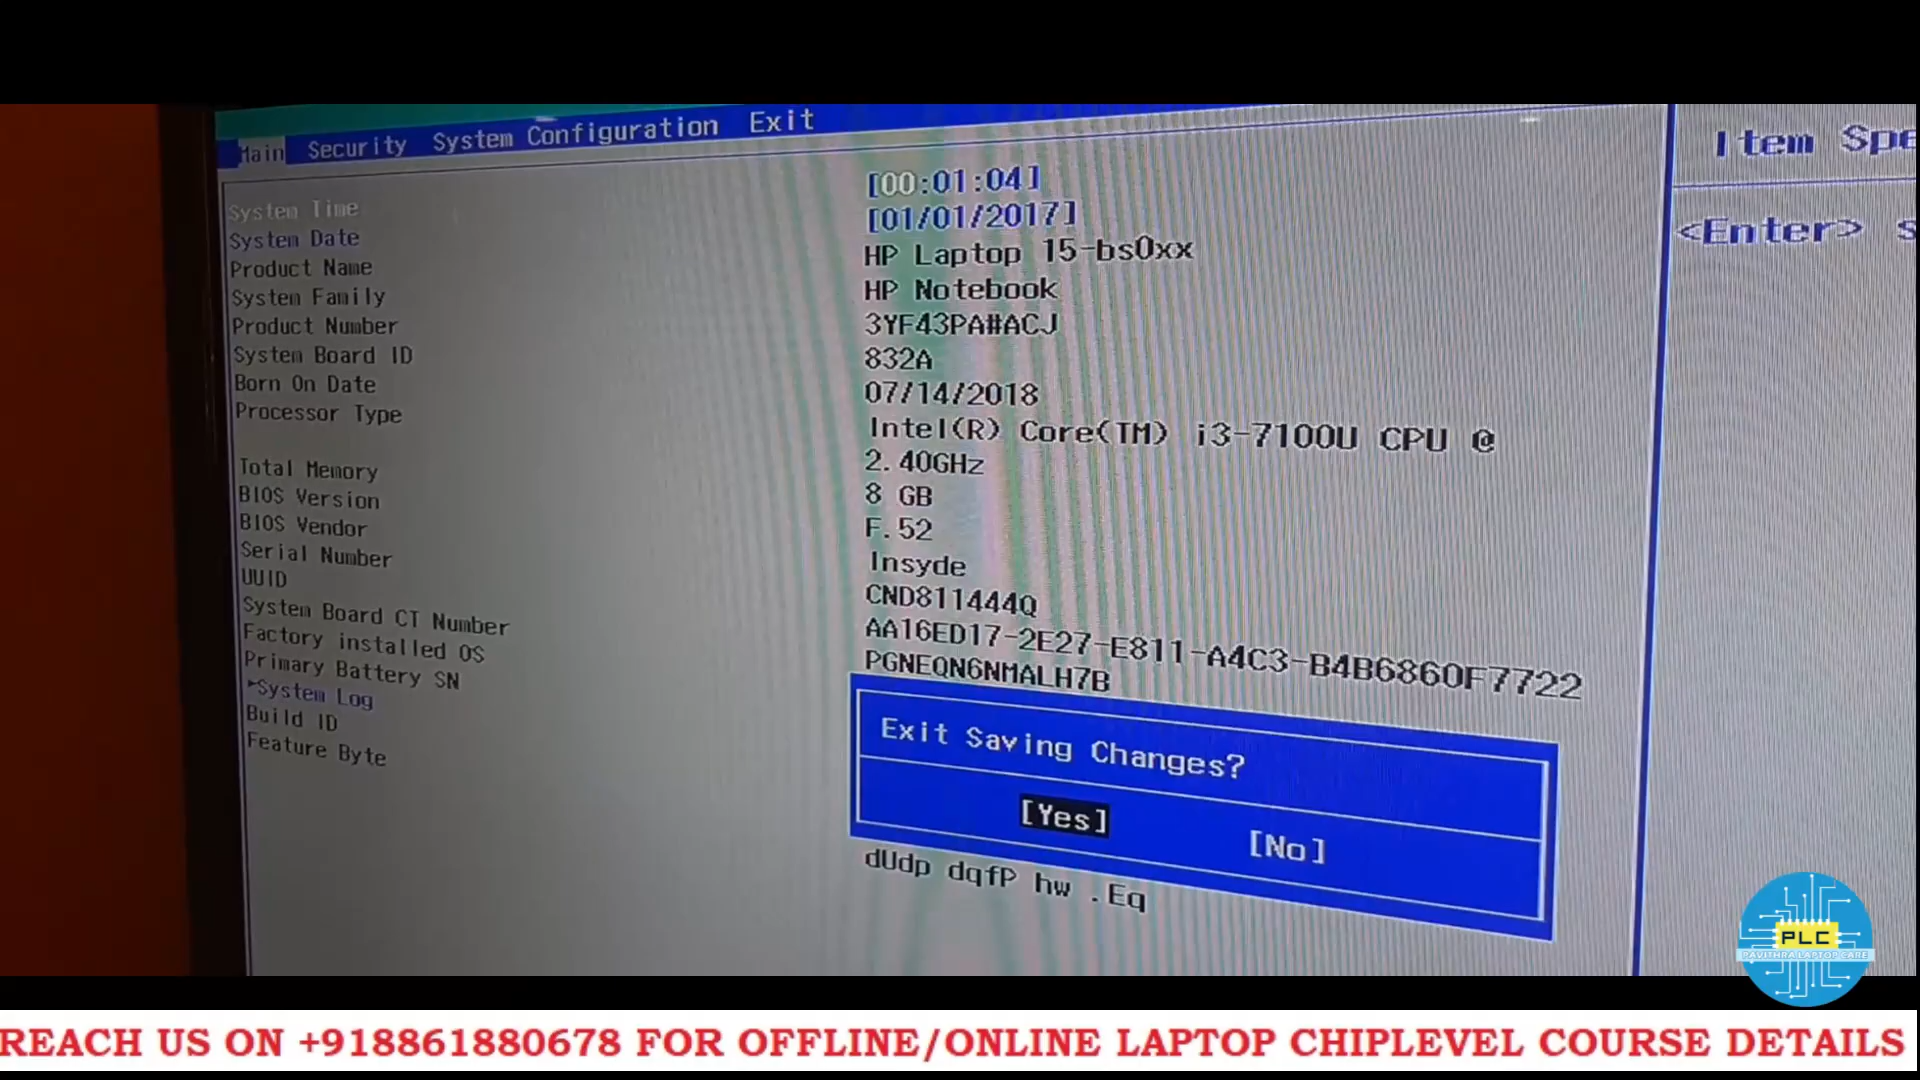 Main Security System Configuration Exit
Item Spe
<Enter> s
System Time [00:01:04]
System Date [01/01/2017]
Product Name HP Laptop 15-bs0xx
System Family HP Notebook
Product Number 3YF43PA#ACJ
System Board ID 832A
Born On Date 07/14/2018
Processor Type Intel(R) Core(TM) i3-7100U CPU @
2.40GHz
Total Memory 8 GB
BIOS Version F.52
BIOS Vendor Insyde
Serial Number CND811444Q
UUID AA16ED17-2E27-E811-A4C3-B4B6860F7722
System Board CT Number PGNEQN6NMALH7B
Factory installed OS
Primary Battery SN
►System Log
Build ID
Feature Byte dUdp dqfP hw .Eq
Exit Saving Changes?
[Yes] [No]
PLC
PAVITHRA LAPTOP CARE
REACH US ON +918861880678 FOR OFFLINE/ONLINE LAPTOP CHIPLEVEL COURSE DETAILS